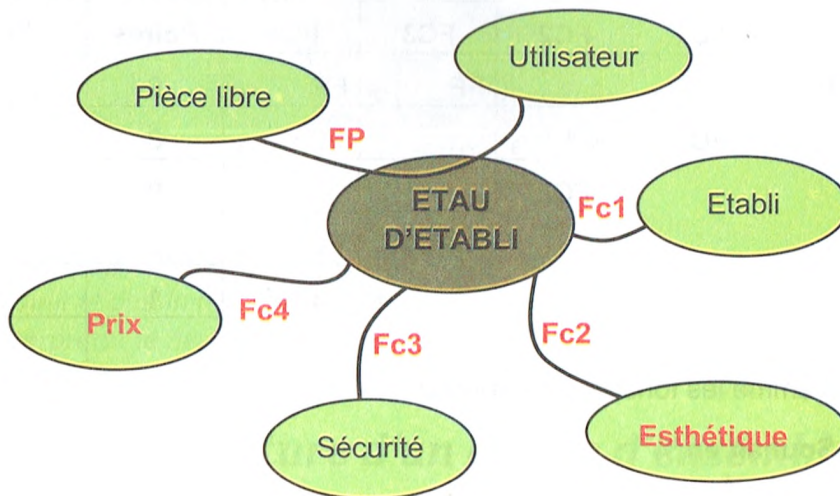 Utilisateur
Pièce libre
FP
ETAU
D'ETABLI
Fc1
Etabli
Prix
Fc4
Fc3
Fc2
Sécurité
Esthétique